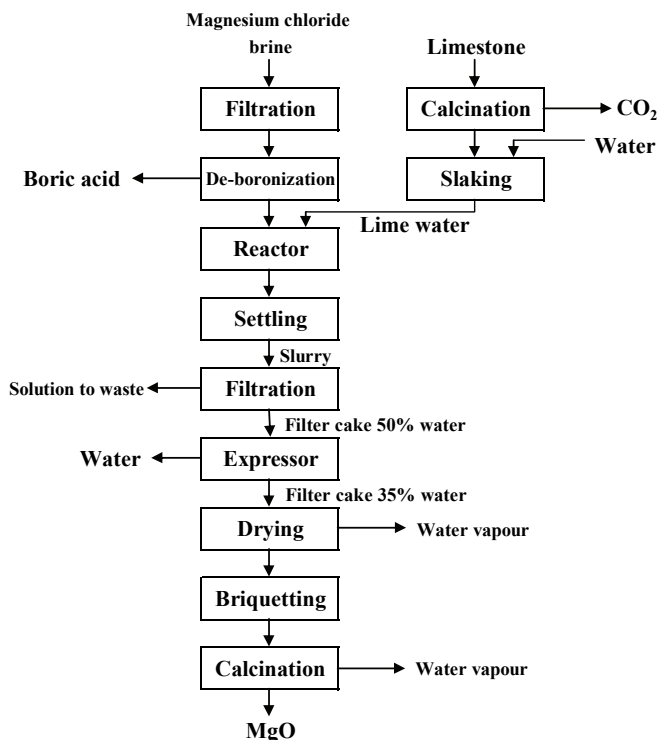 Magnesium chloride
brine
Limestone
Filtration
Calcination
CO₂
Water
Boric acid
De-boronization
Slaking
Lime water
Reactor
Settling
Slurry
Solution to waste
Filtration
Filter cake 50% water
Water
Expressor
Filter cake 35% water
Drying
Water vapour
Briquetting
Calcination
Water vapour
MgO